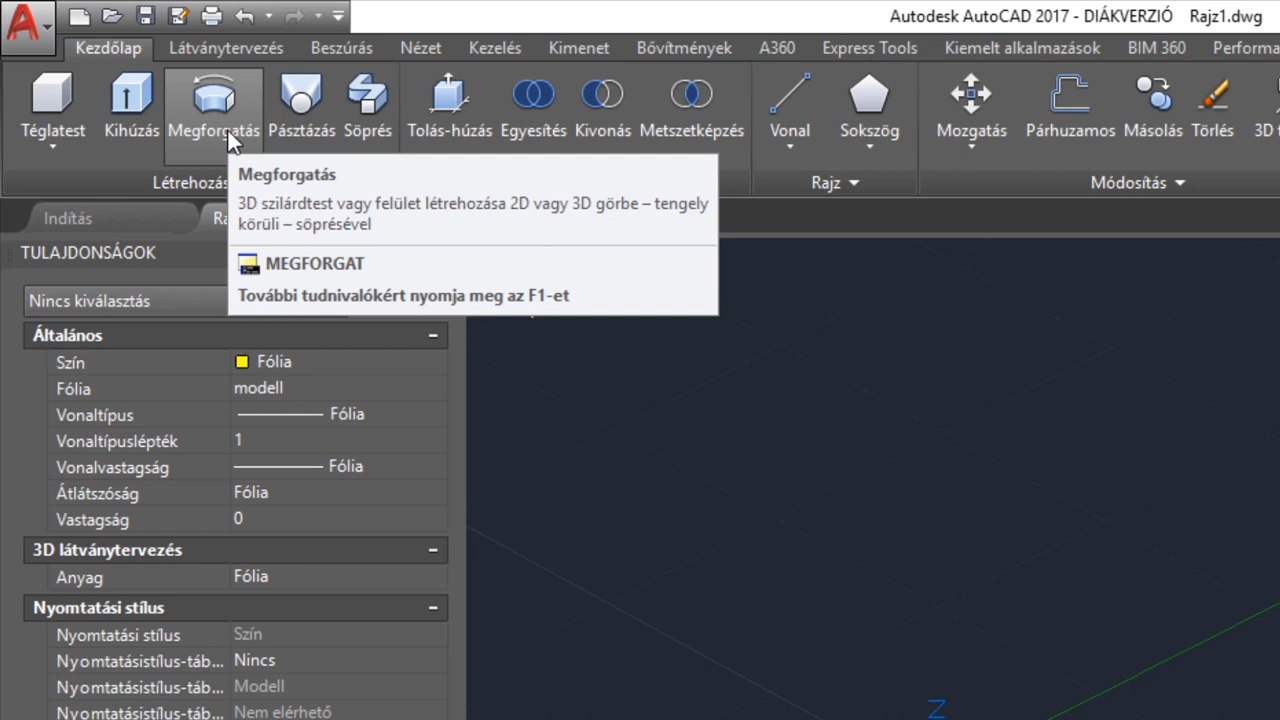 Autodesk AutoCAD 2017 - DIÁKVERZIÓ Rajz1.dwg
Kezdőlap Látványtervezés Beszúrás Nézet Kezelés Kimenet Bővítmények A360 Express Tools Kiemelt alkalmazások BIM 360 Performa
Téglatest Kihúzás Megforgatás Pásztázás Söprés Tolás-húzás Egyesítés Kivonás Metszetképzés Vonal Sokszög Mozgatás Párhuzamos Másolás Törlés 3D
Létrehozás Rajz Módosítás
Megforgatás
3D szilárdtest vagy felület létrehozása 2D vagy 3D görbe – tengely
körüli – söprésével
MEGFORGAT
További tudnivalókért nyomja meg az F1-et
Indítás Ra
TULAJDONSÁGOK
Nincs kiválasztás
Általános
Szín Fólia
Fólia modell
Vonaltípus Fólia
Vonaltípuslépték 1
Vonalvastagság Fólia
Átlátszóság Fólia
Vastagság 0
3D látványtervezés
Anyag Fólia
Nyomtatási stílus
Nyomtatási stílus Szín
Nyomtatásistílus-táb... Nincs
Nyomtatásistílus-táb... Modell
Nyomtatásistílus-táb... Nem elérhető
Z